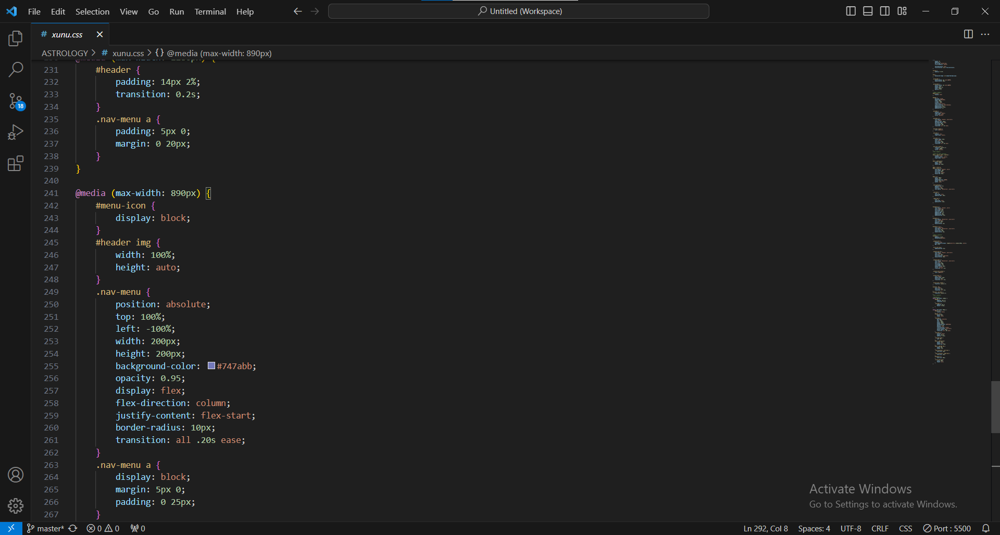 File Edit Selection View Go Run Terminal Help
Untitled (Workspace)
# xunu.css
ASTROLOGY > # xunu.css > {} @media (max-width: 890px)
231 #header {
232 padding: 14px 2%;
233 transition: 0.2s;
234 }
235 .nav-menu a {
236 padding: 5px 0;
237 margin: 0 20px;
238 }
239 }
240
241 @media (max-width: 890px) {
242 #menu-icon {
243 display: block;
244 }
245 #header img {
246 width: 100%;
247 height: auto;
248 }
249 .nav-menu {
250 position: absolute;
251 top: 100%;
252 left: -100%;
253 width: 200px;
254 height: 200px;
255 background-color: #747abb;
256 opacity: 0.95;
257 display: flex;
258 flex-direction: column;
259 justify-content: flex-start;
260 border-radius: 10px;
261 transition: all .20s ease;
262 }
263 .nav-menu a {
264 display: block;
265 margin: 5px 0;
266 padding: 0 25px;
267 }
18
Activate Windows
Go to Settings to activate Windows.
master* 0 0 0 Ln 292, Col 8 Spaces: 4 UTF-8 CRLF CSS Port : 5500